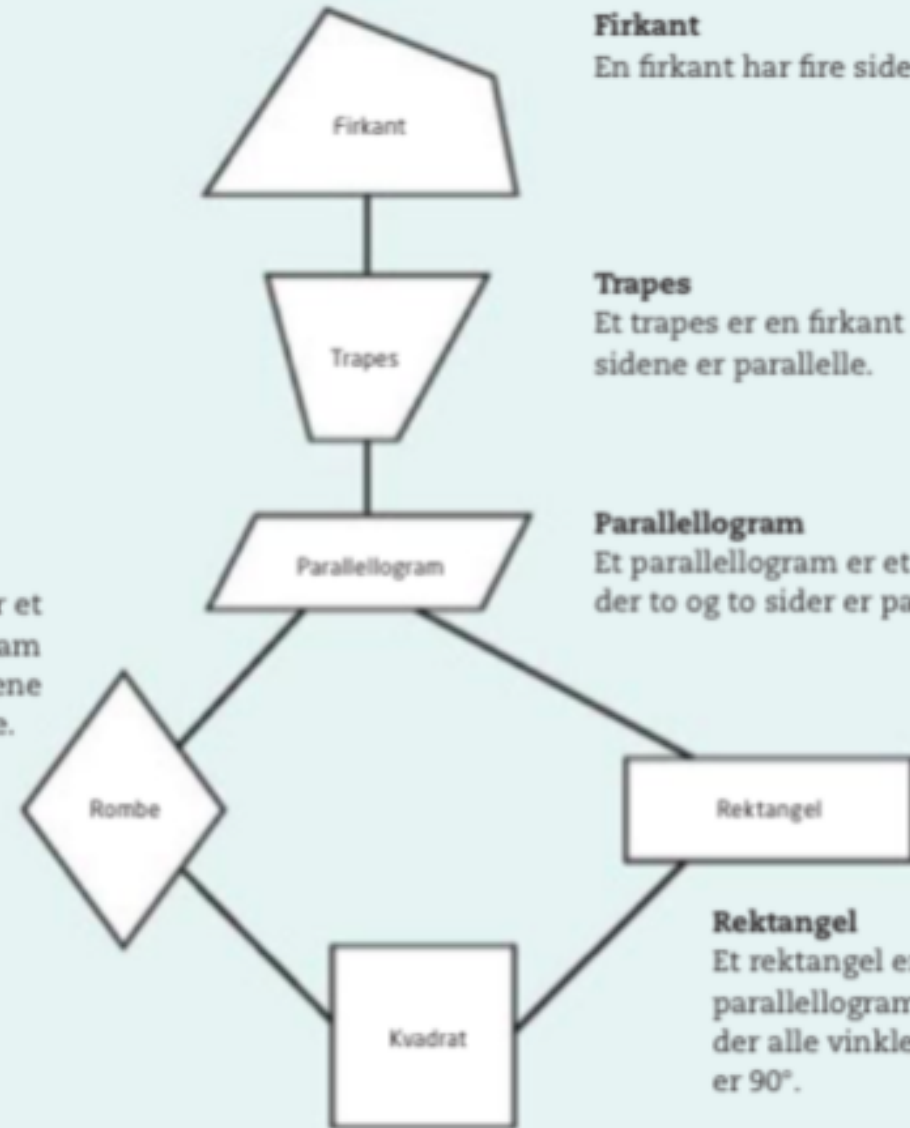 Firkant
En firkant har fire side
Firkant
Trapes
Et trapes er en firkant
sidene er parallelle.
Trapes
Parallellogram
Et parallellogram er et
der to og to sider er pa
Parallellogram
r et
am
ene
e.
Rombe
Rektangel
Rektangel
Et rektangel er
parallellogram
der alle vinkle
er 90°.
Kvadrat